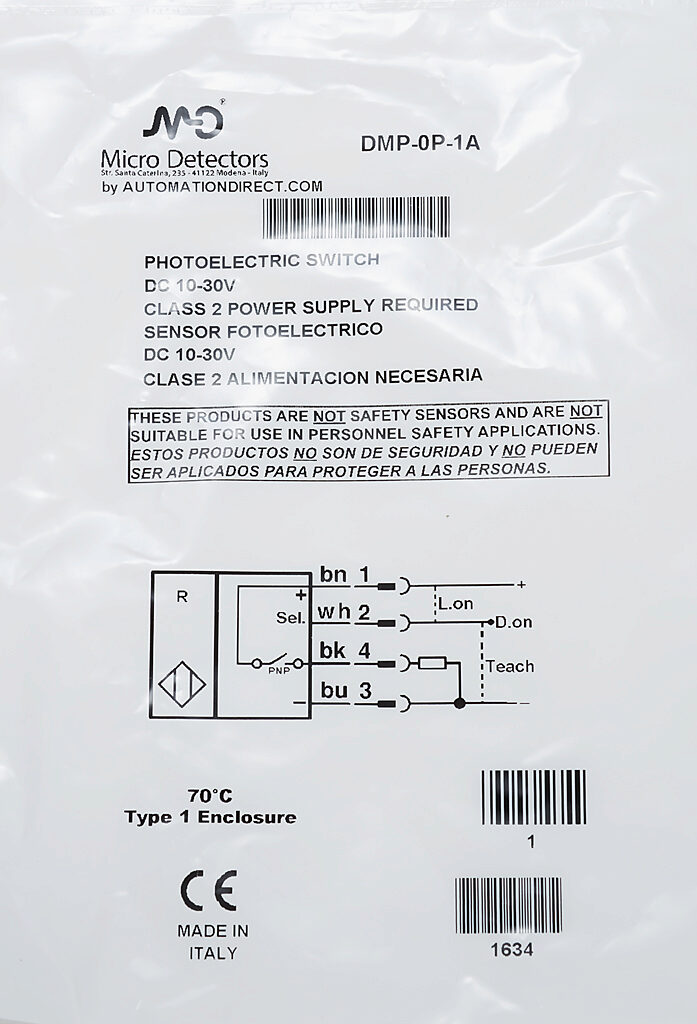 MD®
Micro Detectors
Str. Santa Caterina, 235 - 41122 Modena - Italy
by AUTOMATIONDIRECT.COM
DMP-0P-1A
PHOTOELECTRIC SWITCH
DC 10-30V
CLASS 2 POWER SUPPLY REQUIRED
SENSOR FOTOELECTRICO
DC 10-30V
CLASE 2 ALIMENTACION NECESARIA
THESE PRODUCTS ARE NOT SAFETY SENSORS AND ARE NOT
SUITABLE FOR USE IN PERSONNEL SAFETY APPLICATIONS.
ESTOS PRODUCTOS NO SON DE SEGURIDAD Y NO PUEDEN
SER APLICADOS PARA PROTEGER A LAS PERSONAS.
bn 1 +
R + L.on
Sel. wh 2 D.on
bk 4
PNP Teach
− bu 3 −
70°C
Type 1 Enclosure
1
CE
MADE IN
ITALY
1634